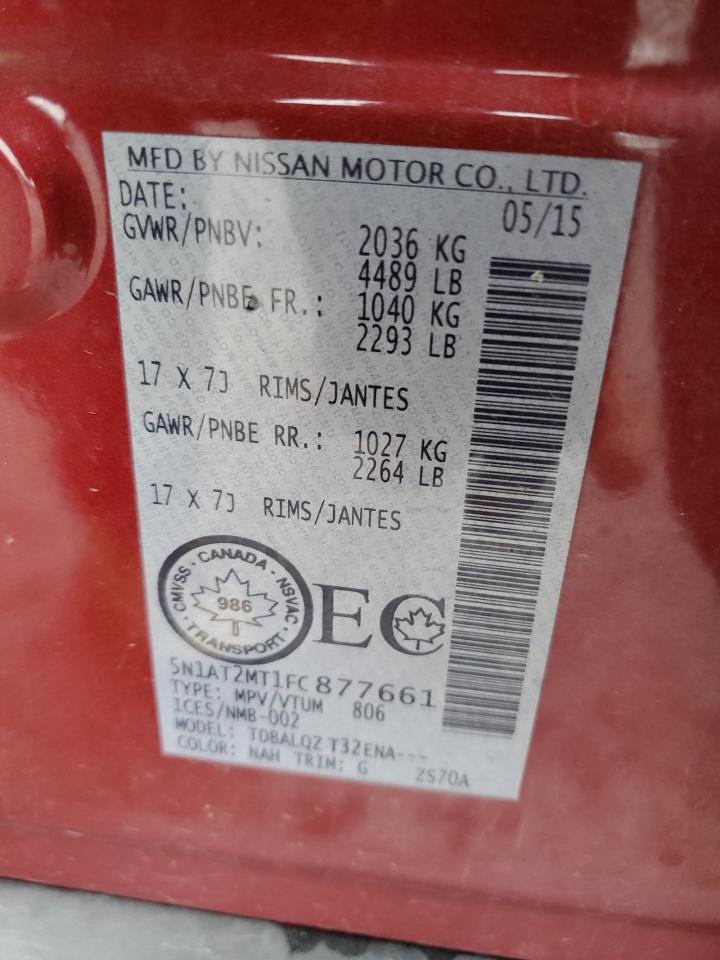 MFD BY NISSAN MOTOR CO., LTD.
DATE: 05/15
GVWR/PNBV: 2036 KG
4489 LB
GAWR/PNBE FR.: 1040 KG
2293 LB
17 X 7J RIMS/JANTES
GAWR/PNBE RR.: 1027 KG
2264 LB
17 X 7J RIMS/JANTES
CMVSS · CANADA · NSVAC
986
· TRANSPORT ·
EC
5N1AT2MT1FC877661
TYPE: MPV/VTUM 806
ICES/NMB-002
MODEL: TDBALQZ T32ENA---
COLOR: NAH TRIM: G ZS70A